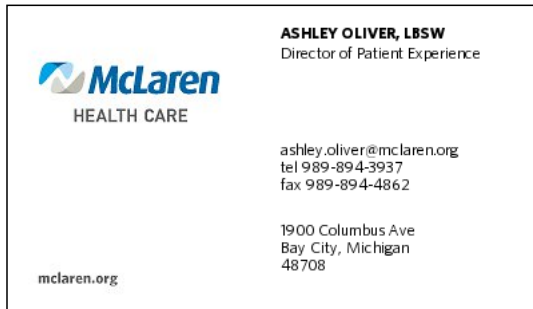 McLaren
HEALTH CARE
mclaren.org
ASHLEY OLIVER, LBSW
Director of Patient Experience
ashley.oliver@mclaren.org
tel 989-894-3937
fax 989-894-4862
1900 Columbus Ave
Bay City, Michigan
48708